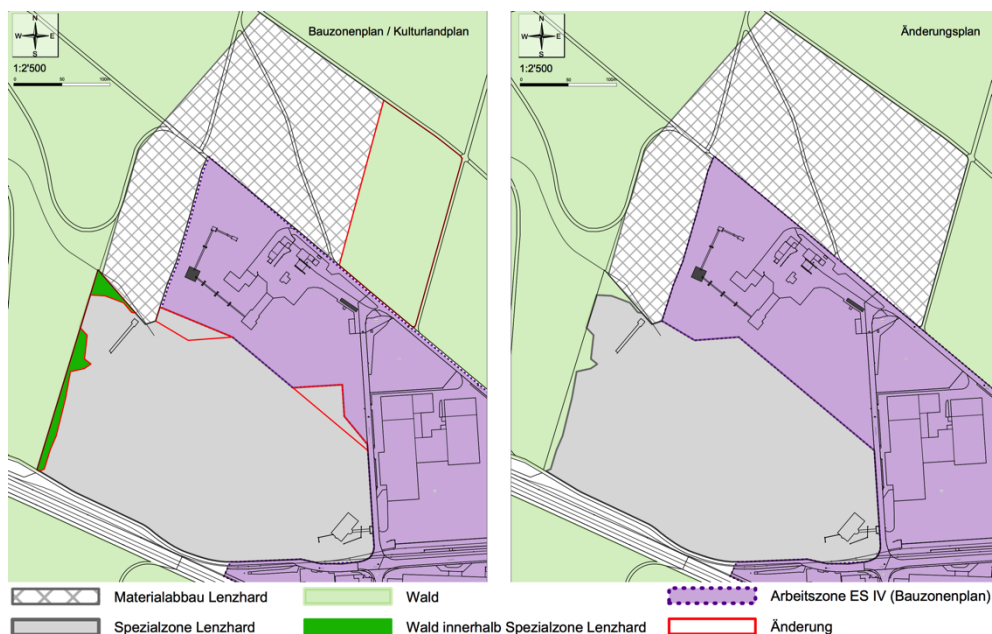 N
W E
S
1:2'500
0 50 100m
Bauzonenplan / Kulturlandplan
N
W E
S
1:2'500
0 50 100m
Änderungsplan
Materialabbau Lenzhard
Wald
Arbeitszone ES IV (Bauzonenplan)
Spezialzone Lenzhard
Wald innerhalb Spezialzone Lenzhard
Änderung